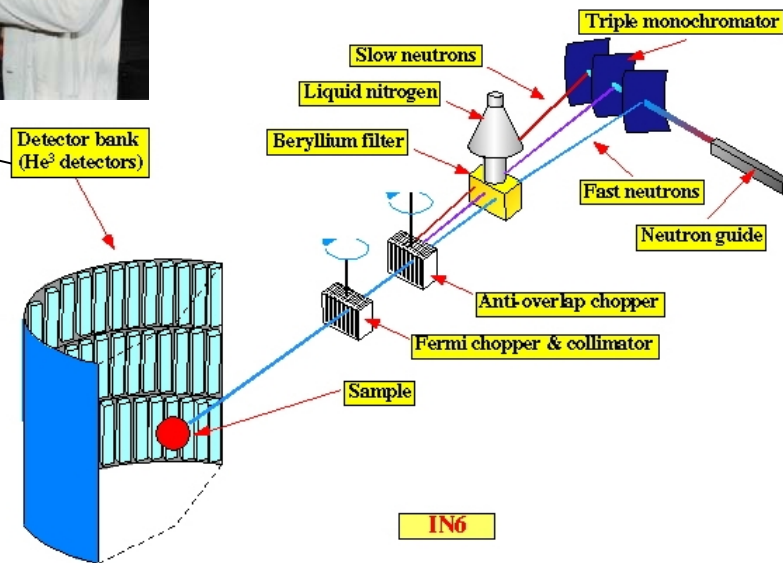 Triple monochromator
Slow neutrons
Liquid nitrogen
Detector bank
(He³ detectors)
Beryllium filter
Fast neutrons
Neutron guide
Anti-overlap chopper
Fermi chopper & collimator
Sample
IN6